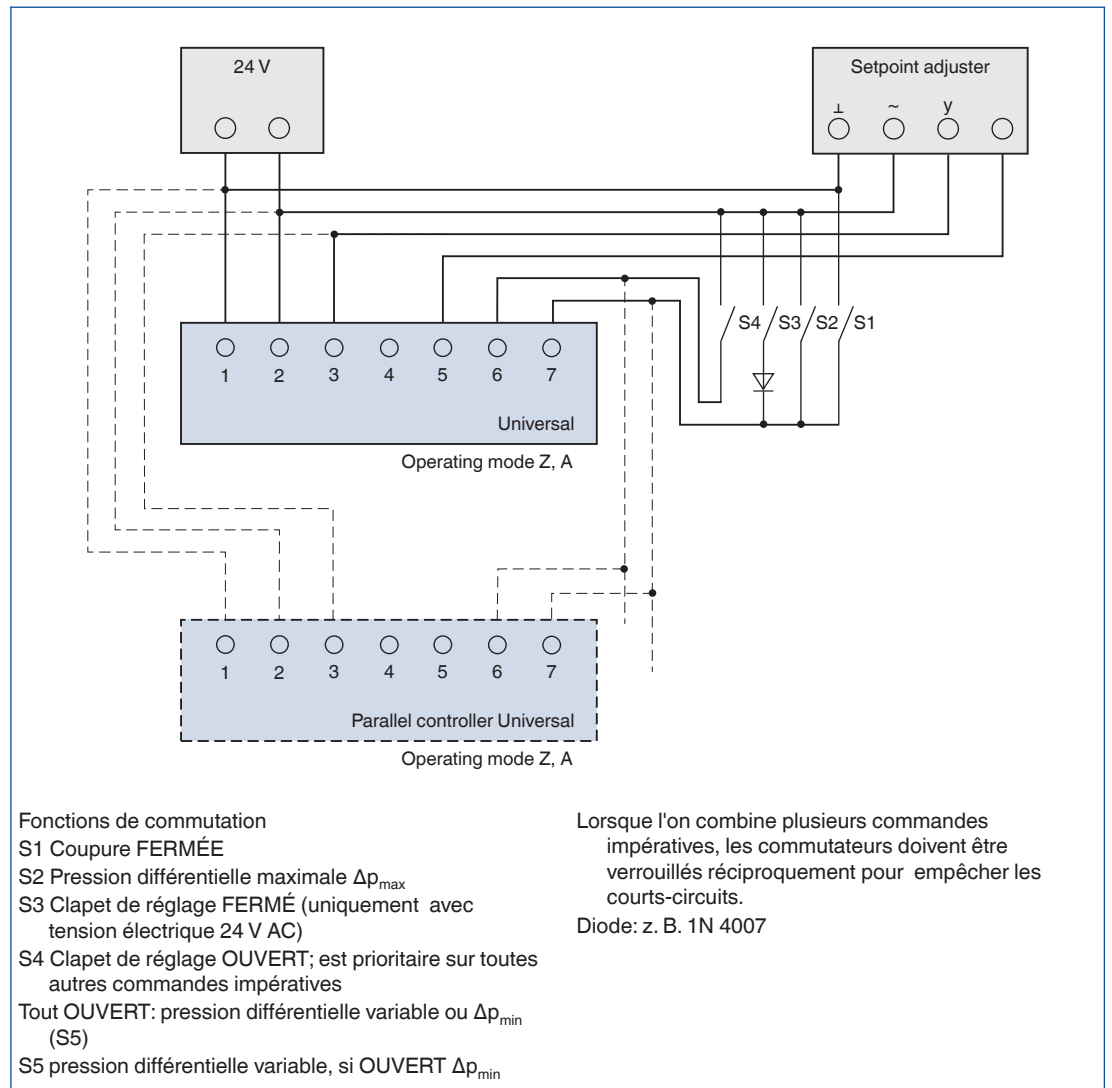 24 V
Setpoint adjuster
⊥ ~ y
S4 S3 S2 S1
1 2 3 4 5 6 7
Universal
Operating mode Z, A
1 2 3 4 5 6 7
Parallel controller Universal
Operating mode Z, A
Fonctions de commutation
S1 Coupure FERMÉE
S2 Pression différentielle maximale Δpmax
S3 Clapet de réglage FERMÉ (uniquement avec
tension électrique 24 V AC)
S4 Clapet de réglage OUVERT; est prioritaire sur toutes
autres commandes impératives
Tout OUVERT: pression différentielle variable ou Δpmin
(S5)
S5 pression différentielle variable, si OUVERT Δpmin
Lorsque l'on combine plusieurs commandes
impératives, les commutateurs doivent être
verrouillés réciproquement pour empêcher les
courts-circuits.
Diode: z. B. 1N 4007